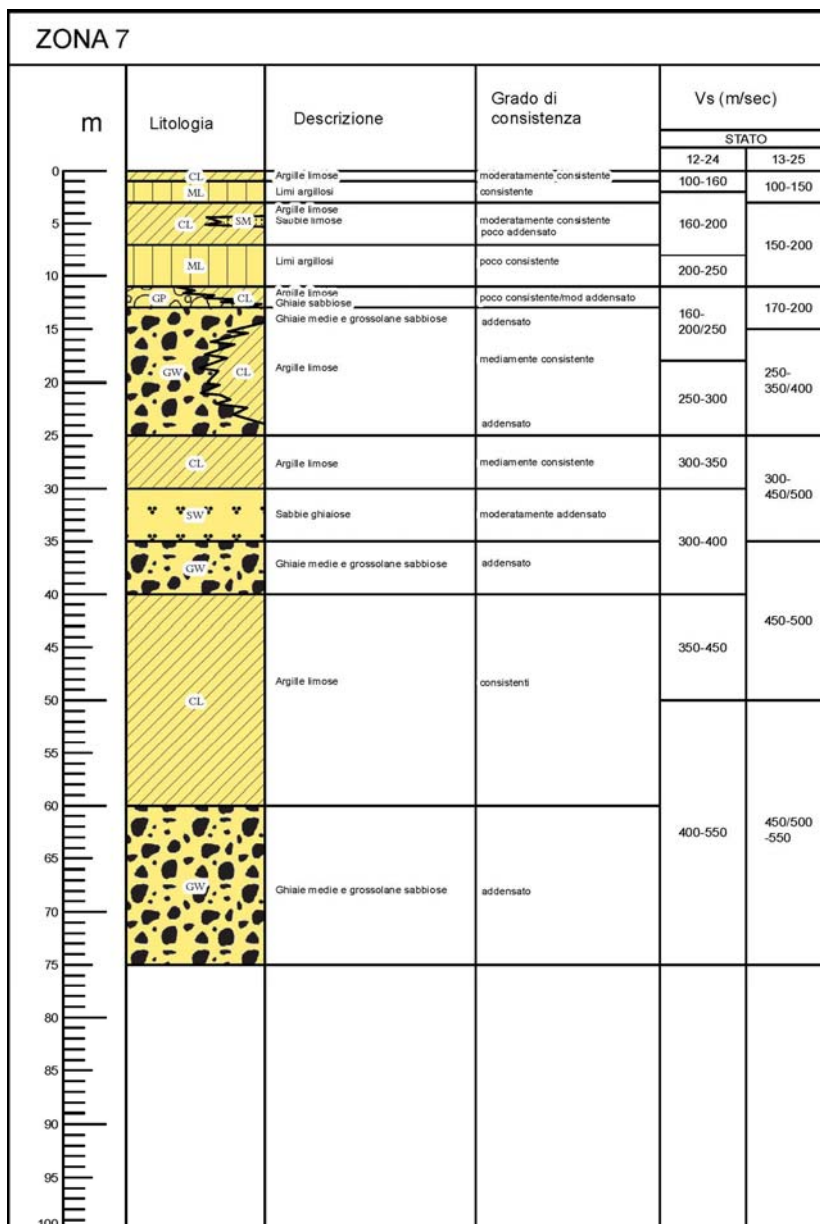 ZONA 7
m
Litologia
Descrizione
Grado di
consistenza
Vs (m/sec)
STATO
12-24
13-25
0
CL
Argille limose
moderatamente consistente
100-160
100-150
ML
Limi argillosi
consistente
5
CL
SM
Argille limose
Sabbie limose
moderatamente consistente
poco addensato
160-200
150-200
10
ML
Limi argillosi
poco consistente
200-250
GP
CL
Argille limose
Ghiaie sabbiose
poco consistente/mod addensato
160-
200/250
170-200
15
Ghiaie medie e grossolane sabbiose
addensato
GW
CL
Argille limose
mediamente consistente
250-
350/400
20
250-300
addensato
25
CL
Argille limose
mediamente consistente
300-350
300-
450/500
30
SW
Sabbie ghiaiose
moderatamente addensato
35
300-400
GW
Ghiaie medie e grossolane sabbiose
addensato
40
450-500
45
350-450
CL
Argille limose
consistenti
50
55
60
400-550
450/500
-550
65
GW
Ghiaie medie e grossolane sabbiose
addensato
70
75
80
85
90
95
100